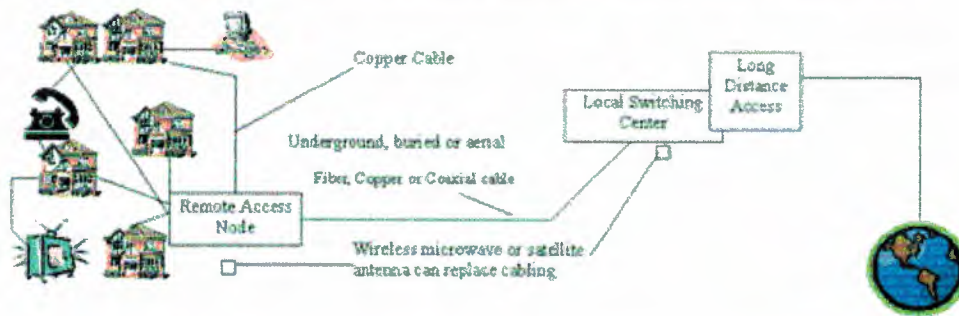 Copper Cable
Long
Distance
Access
Local Switching
Center
Underground, buried or aerial
Fiber, Copper or Coaxial cable
Remote Access
Node
Wireless microwave or satellite
antenna can replace cabling